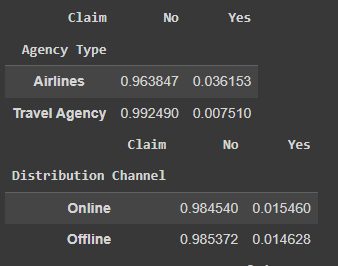 Claim No Yes
Agency Type
Airlines 0.963847 0.036153
Travel Agency 0.992490 0.007510
Claim No Yes
Distribution Channel
Online 0.984540 0.015460
Offline 0.985372 0.014628